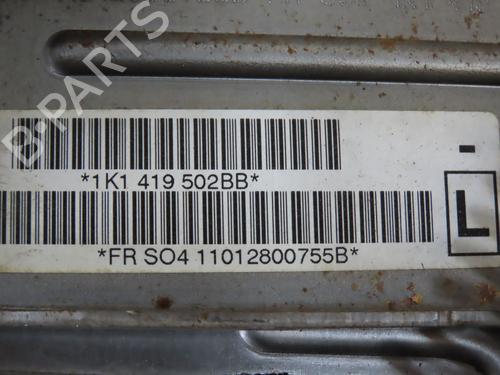 B-PARTS
*1K1 419 502BB*
-
L
*FR SO4 11012800755B*